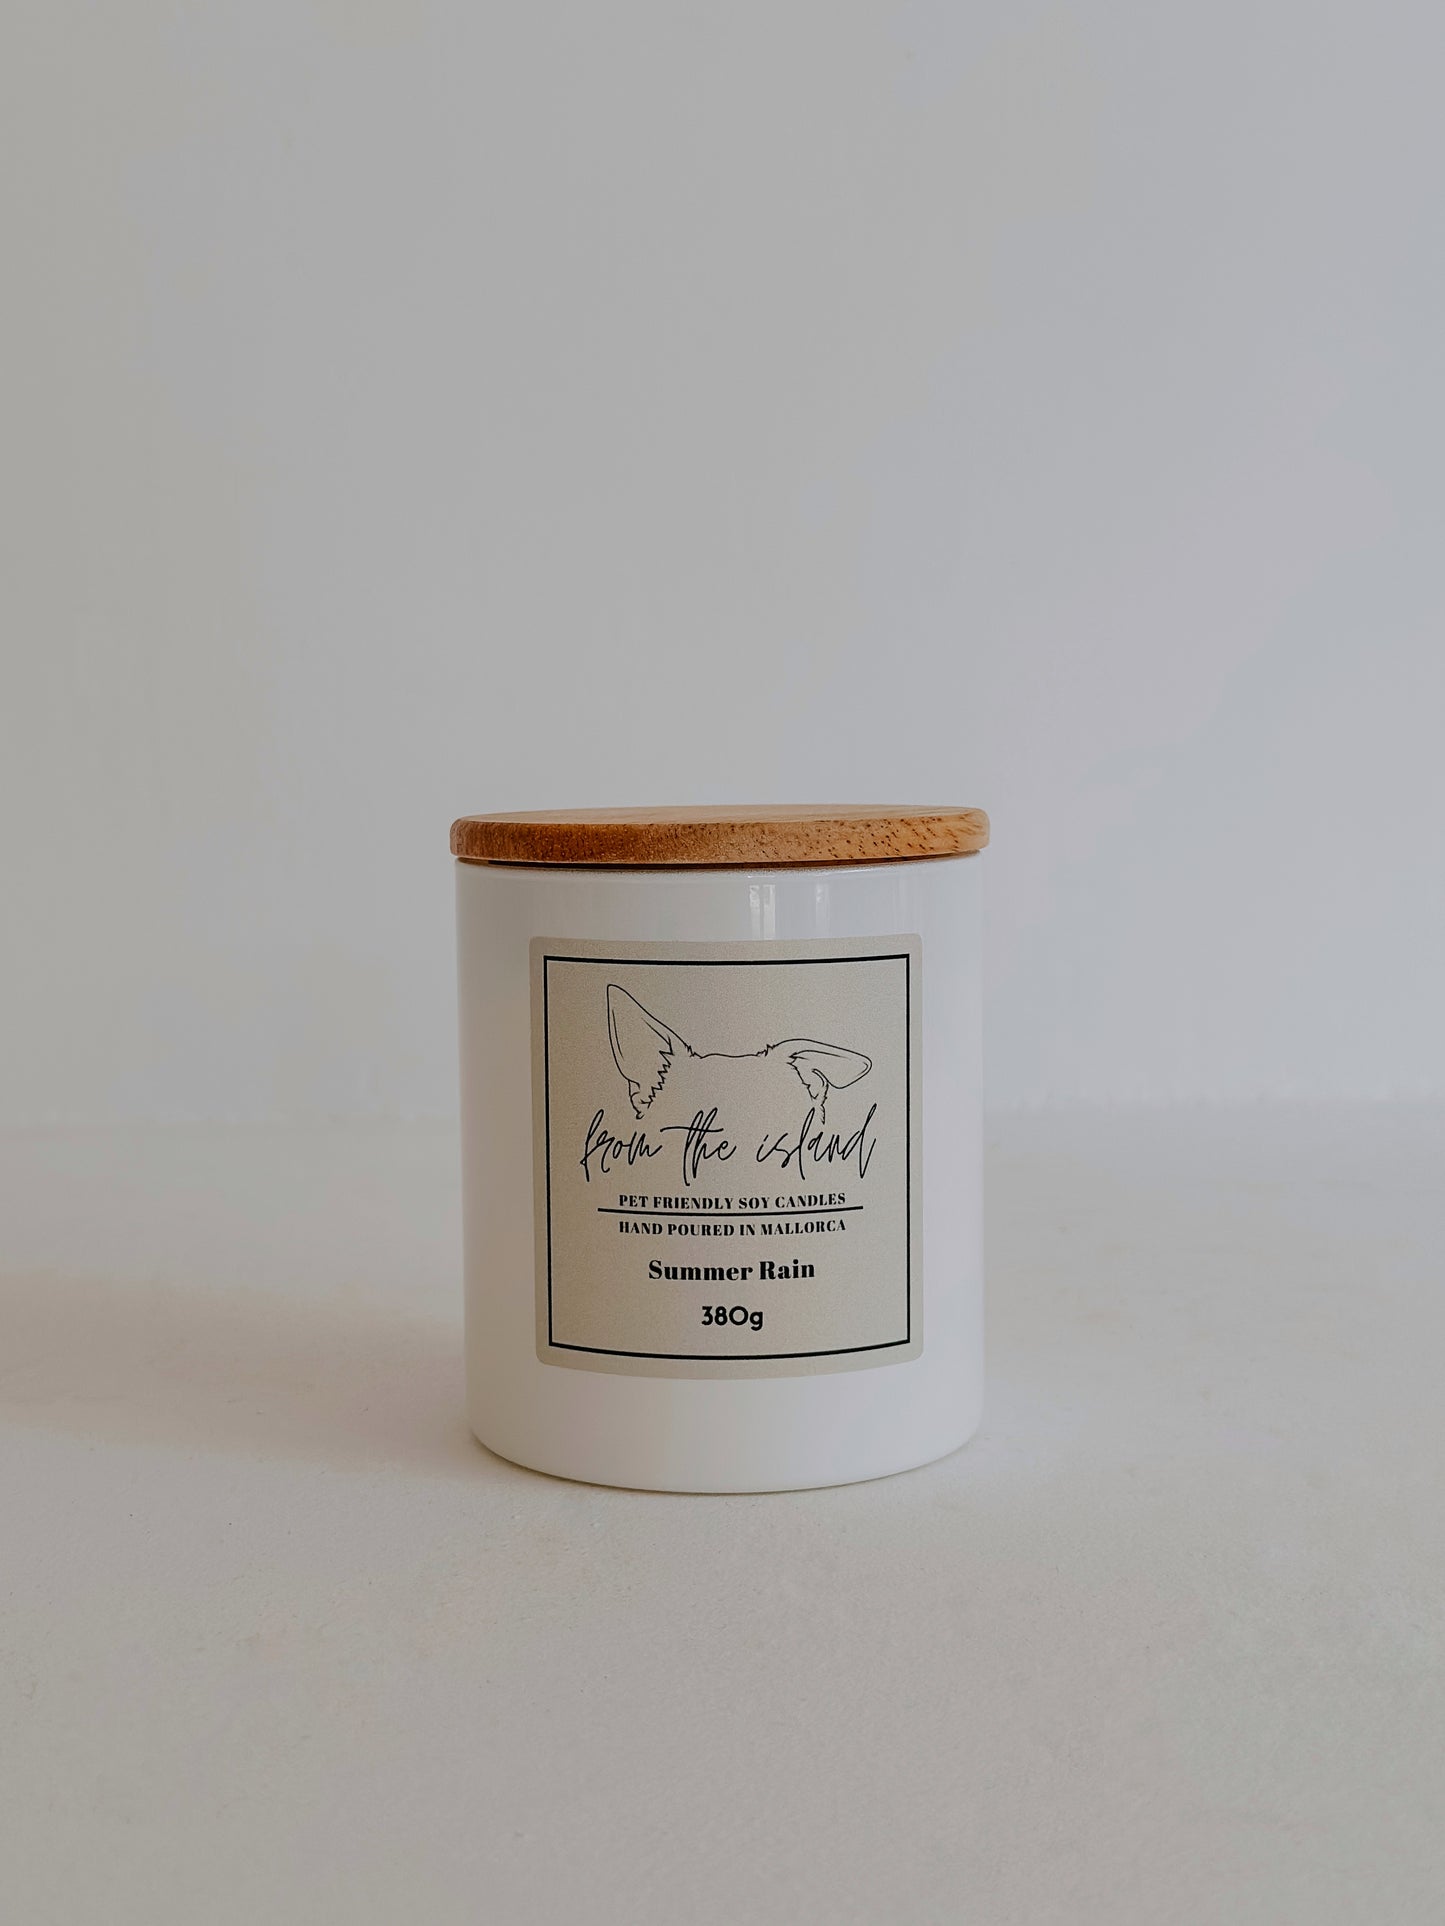 from the island
PET FRIENDLY SOY CANDLES
HAND POURED IN MALLORCA
Summer Rain
380g